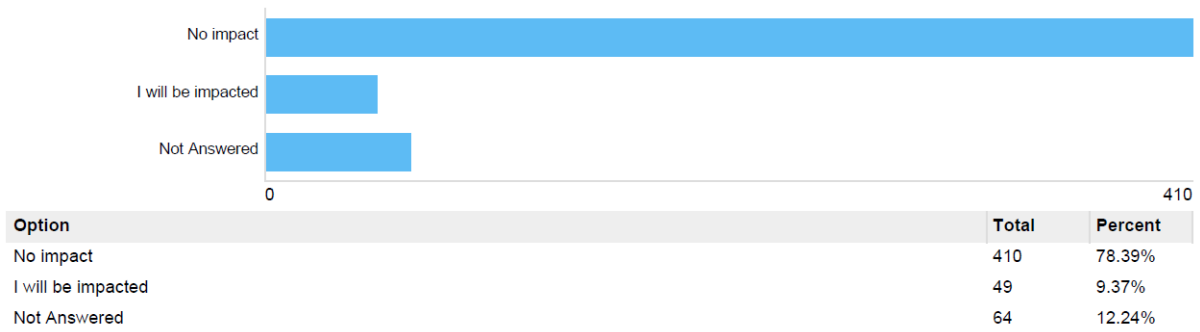 No impact
I will be impacted
Not Answered
0 410
Option Total Percent
No impact 410 78.39%
I will be impacted 49 9.37%
Not Answered 64 12.24%